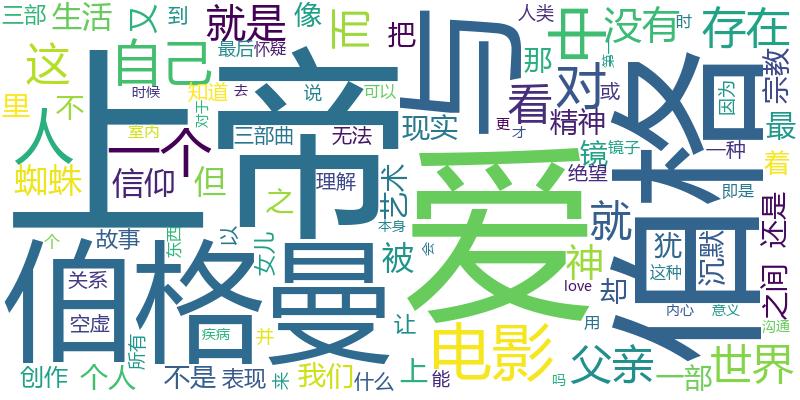 三部
生活
又
到
就是
像
而
把
人类
时
那
中
没有
存在
最后
怀疑
这
自己
与
看
对
或
一编
宗教
里
不
时候
知道
去
说
可以
对于
因为
上帝
伯格
人
一个
室内
三部曲
无法
现实
更
才
精神
最
蜘蛛
信仰
但
之
理解
艺术
爱
镜
镜子
绝望
一种
着
即是
故事
以
女儿
本身
就
犹
沉默
还是
个
东西
被
会
神
却
这种
之间
伯格曼
关系
空虚
love
内心
意义
疾病
并
让
电影
用
沟通
所有
父亲
世界
创作
个人
不是
表现
来
我们
什么
上
能
吗
一部